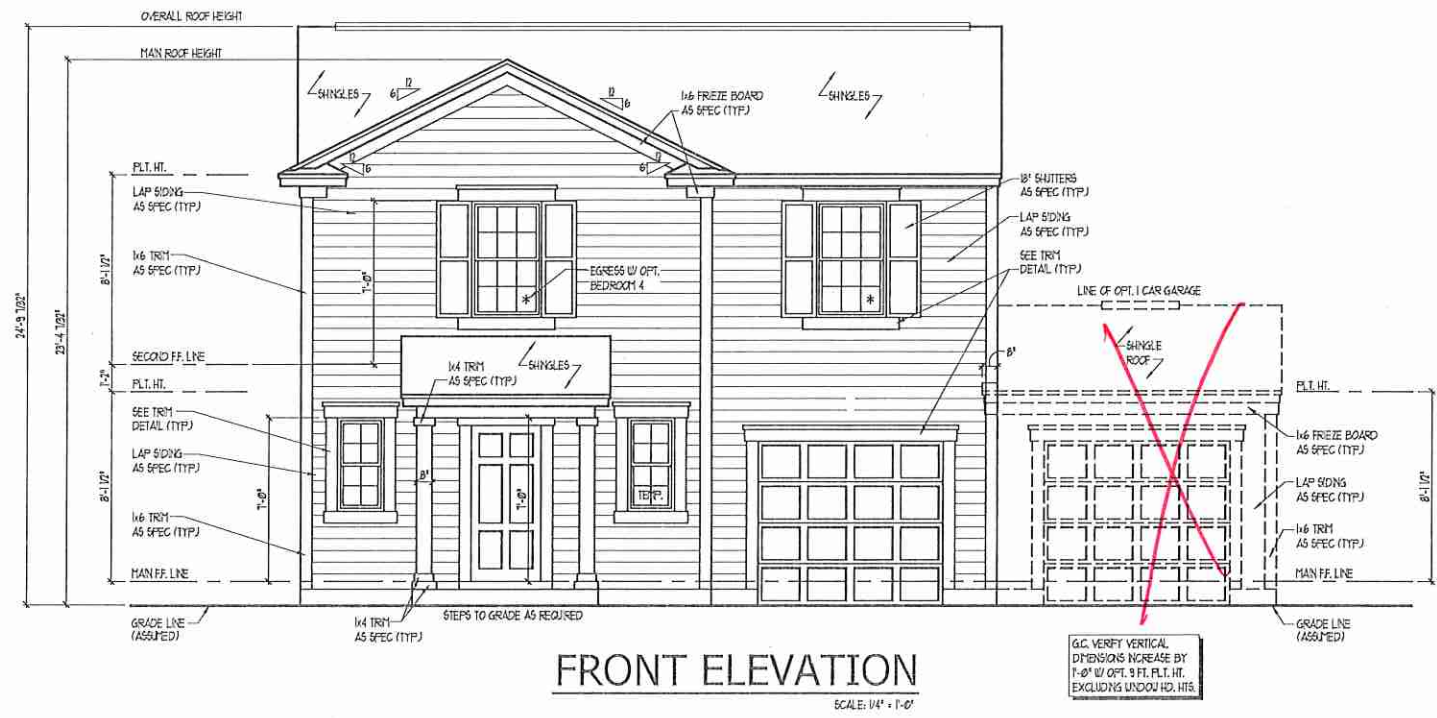 OVERALL ROOF HEIGHT
MAIN ROOF HEIGHT
SHINGLES
12
6
12
6
1x6 FRIEZE BOARD
AS SPEC (TYP.)
SHINGLES
12
6
12
6
PLT. HT.
LAP SIDING
AS SPEC (TYP.)
18" SHUTTERS
AS SPEC (TYP.)
LAP SIDING
AS SPEC (TYP.)
1x6 TRIM
AS SPEC (TYP.)
SEE TRIM
DETAIL (TYP.)
8'-1 1/2"
7'-0"
EGRESS W/ OPT.
BEDROOM 4
*
*
LINE OF OPT. 1 CAR GARAGE
24'-9 7/32"
23'-4 7/32"
SHINGLE
ROOF
SECOND F.F. LINE
SHINGLES
8"
1x4 TRIM
AS SPEC (TYP.)
1'-2"
PLT. HT.
PLT. HT.
SEE TRIM
DETAIL (TYP.)
1x6 FRIEZE BOARD
AS SPEC (TYP.)
LAP SIDING
AS SPEC (TYP.)
8'-1 1/2"
7'-0"
8"
7'-0"
TEMP.
LAP SIDING
AS SPEC (TYP.)
8'-1 1/2"
1x6 TRIM
AS SPEC (TYP.)
1x6 TRIM
AS SPEC (TYP.)
MAIN F.F. LINE
MAIN F.F. LINE
GRADE LINE
(ASSUMED)
1x4 TRIM
AS SPEC (TYP.)
STEPS TO GRADE AS REQUIRED
GRADE LINE
(ASSUMED)
G.C. VERIFY VERTICAL
DIMENSIONS INCREASE BY
1'-0" W/ OPT. 9 FT. PLT. HT.
EXCLUDING WINDOW HD. HTS.
FRONT ELEVATION
SCALE: 1/4" = 1'-0"